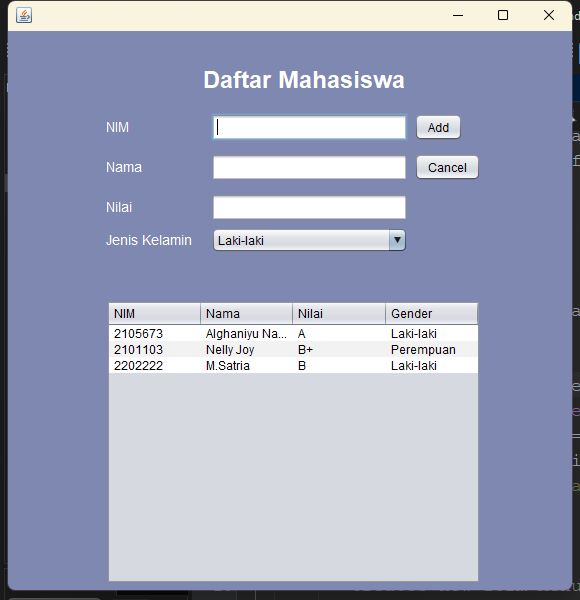 Daftar Mahasiswa
NIM
Add
Nama
Cancel
Nilai
Jenis Kelamin Laki-laki
NIM Nama Nilai Gender
2105673 Alghaniyu Na... A Laki-laki
2101103 Nelly Joy B+ Perempuan
2202222 M.Satria B Laki-laki